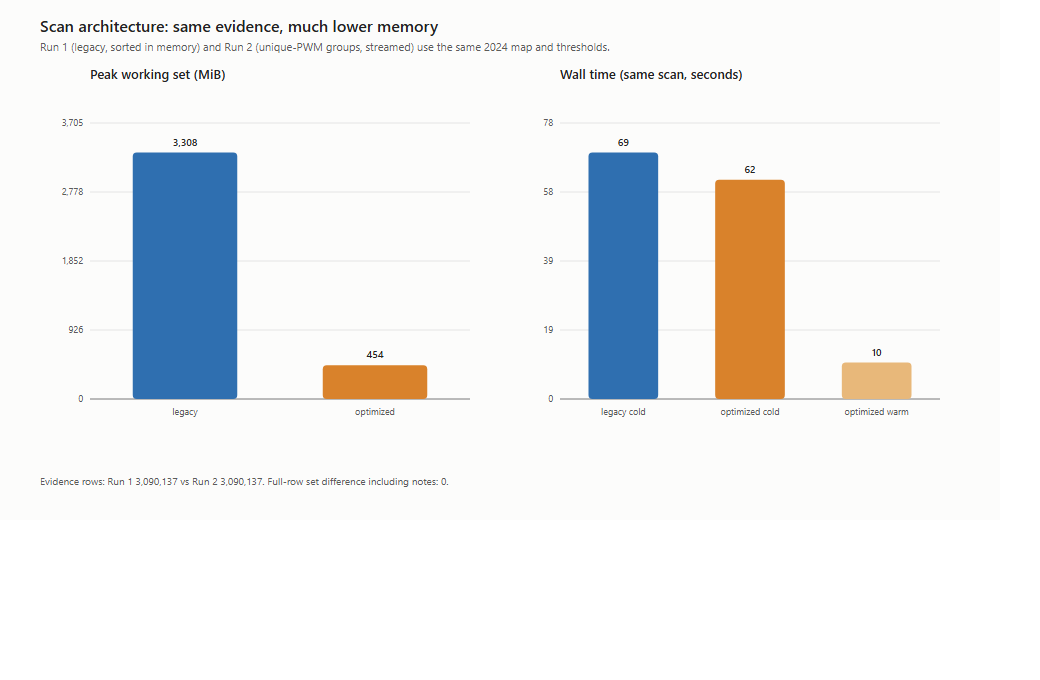 Scan architecture: same evidence, much lower memory
Run 1 (legacy, sorted in memory) and Run 2 (unique-PWM groups, streamed) use the same 2024 map and thresholds.
Peak working set (MiB)
3,705
3,308
2,778
1,852
926
454
0
legacy
optimized
Wall time (same scan, seconds)
78
69
62
58
39
19
10
0
legacy cold
optimized cold
optimized warm
Evidence rows: Run 1 3,090,137 vs Run 2 3,090,137. Full-row set difference including notes: 0.